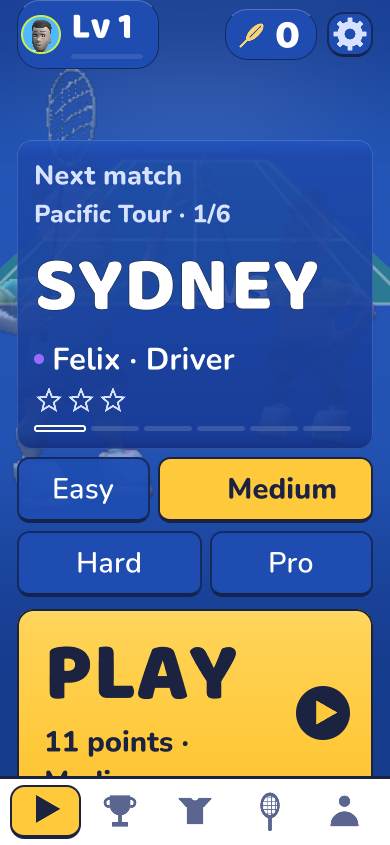 Lv 1
0
Next match
Pacific Tour · 1/6
SYDNEY
Felix · Driver
Easy
Medium
Hard
Pro
PLAY
11 points ·